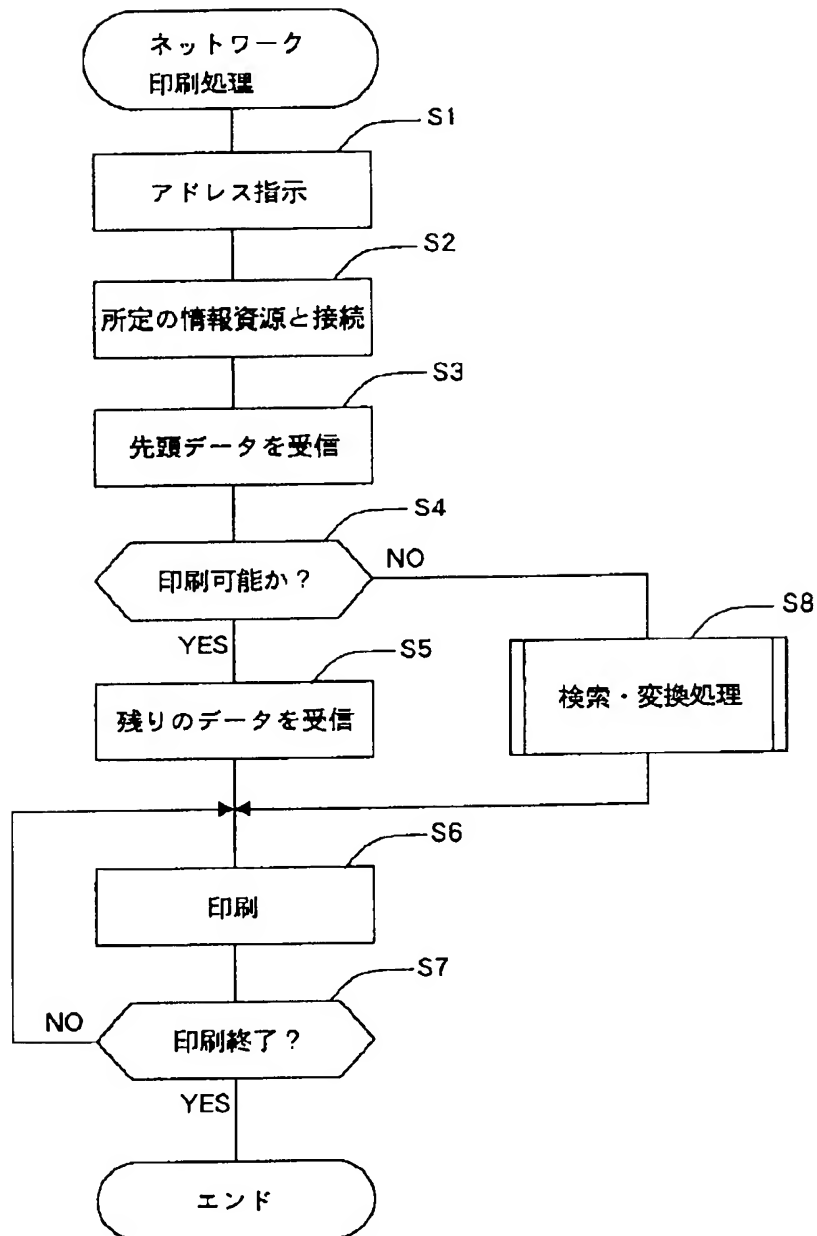 ネットワーク
印刷処理
S1
アドレス指示
S2
所定の情報資源と接続
S3
先頭データを受信
S4
印刷可能か？
NO
YES
S5
残りのデータを受信
S8
検索・変換処理
S6
印刷
S7
印刷終了？
NO
YES
エンド